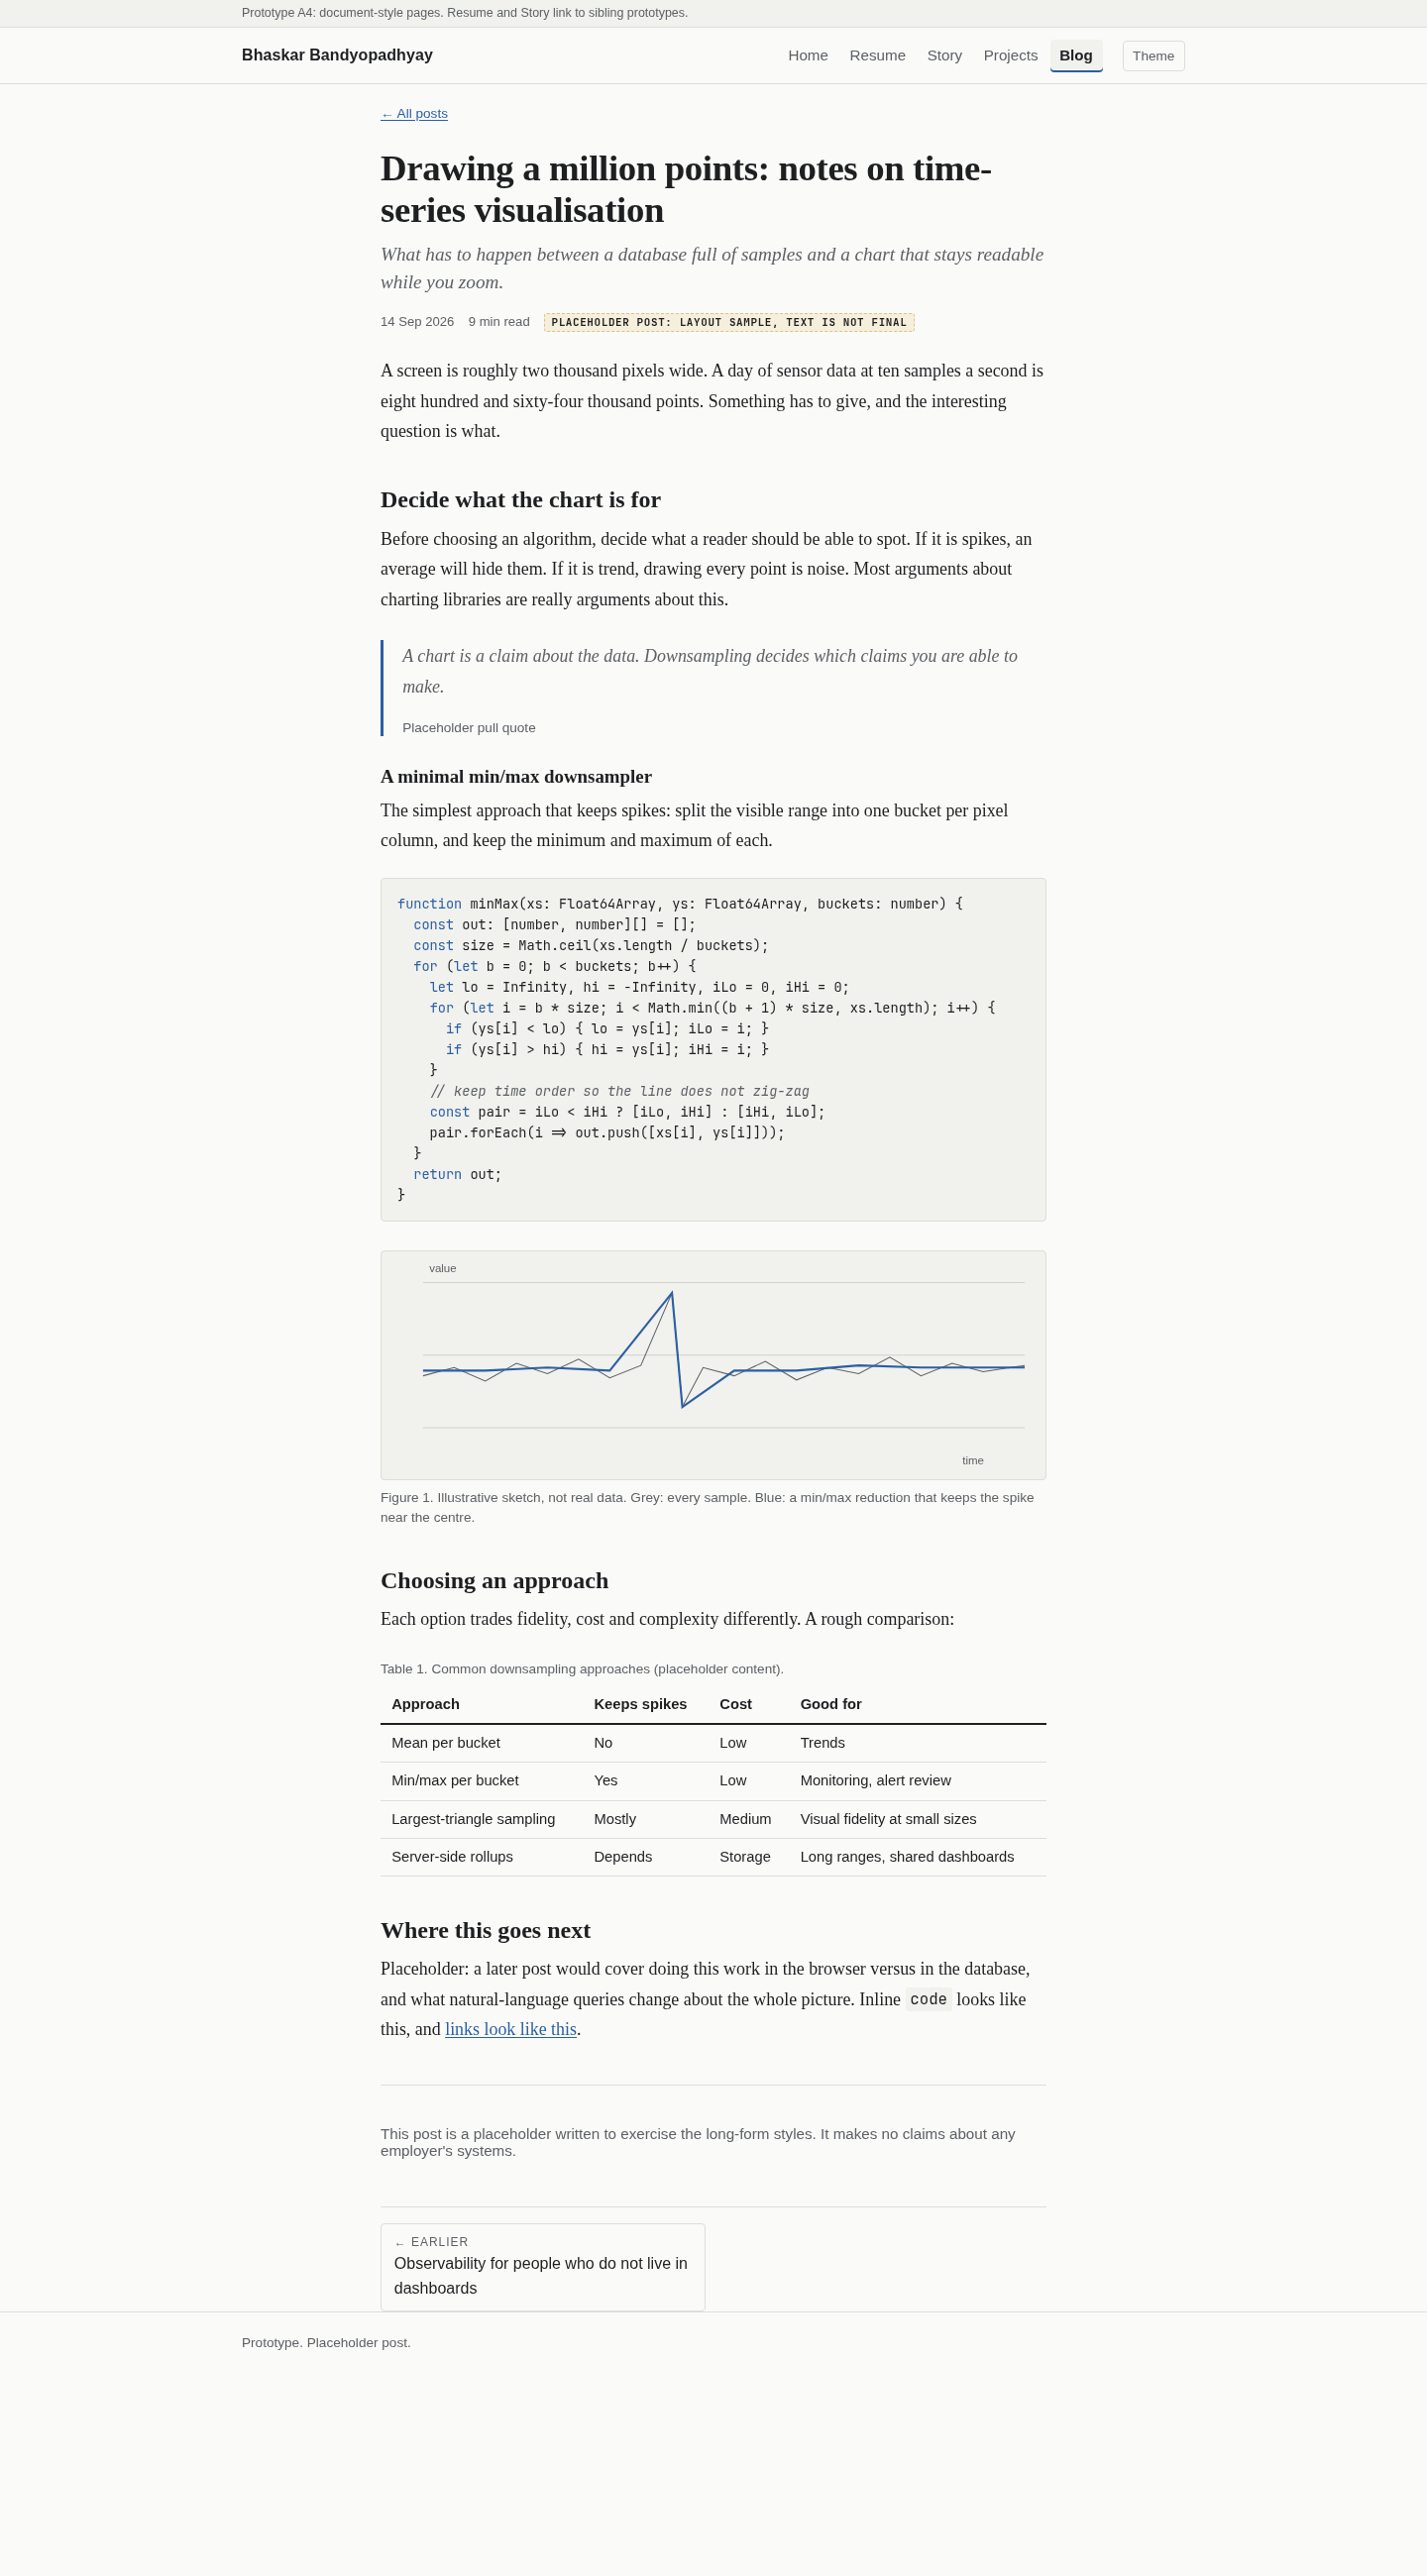 Prototype A4: document-style pages. Resume and Story link to sibling prototypes.
Bhaskar Bandyopadhyay
Home Resume Story Projects Blog Theme
← All posts
Drawing a million points: notes on time-
series visualisation
What has to happen between a database full of samples and a chart that stays readable
while you zoom.
14 Sep 2026 9 min read PLACEHOLDER POST: LAYOUT SAMPLE, TEXT IS NOT FINAL
A screen is roughly two thousand pixels wide. A day of sensor data at ten samples a second is
eight hundred and sixty-four thousand points. Something has to give, and the interesting
question is what.
Decide what the chart is for
Before choosing an algorithm, decide what a reader should be able to spot. If it is spikes, an
average will hide them. If it is trend, drawing every point is noise. Most arguments about
charting libraries are really arguments about this.
A chart is a claim about the data. Downsampling decides which claims you are able to
make.
Placeholder pull quote
A minimal min/max downsampler
The simplest approach that keeps spikes: split the visible range into one bucket per pixel
column, and keep the minimum and maximum of each.
function minMax(xs: Float64Array, ys: Float64Array, buckets: number) {
  const out: [number, number][] = [];
  const size = Math.ceil(xs.length / buckets);
  for (let b = 0; b < buckets; b++) {
    let lo = Infinity, hi = -Infinity, iLo = 0, iHi = 0;
    for (let i = b * size; i < Math.min((b + 1) * size, xs.length); i++) {
      if (ys[i] < lo) { lo = ys[i]; iLo = i; }
      if (ys[i] > hi) { hi = ys[i]; iHi = i; }
    }
    // keep time order so the line does not zig-zag
    const pair = iLo < iHi ? [iLo, iHi] : [iHi, iLo];
    pair.forEach(i => out.push([xs[i], ys[i]]));
  }
  return out;
}
value
time
Figure 1. Illustrative sketch, not real data. Grey: every sample. Blue: a min/max reduction that keeps the spike
near the centre.
Choosing an approach
Each option trades fidelity, cost and complexity differently. A rough comparison:
Table 1. Common downsampling approaches (placeholder content).
Approach Keeps spikes Cost Good for
Mean per bucket No Low Trends
Min/max per bucket Yes Low Monitoring, alert review
Largest-triangle sampling Mostly Medium Visual fidelity at small sizes
Server-side rollups Depends Storage Long ranges, shared dashboards
Where this goes next
Placeholder: a later post would cover doing this work in the browser versus in the database,
and what natural-language queries change about the whole picture. Inline code looks like
this, and links look like this.
This post is a placeholder written to exercise the long-form styles. It makes no claims about any
employer's systems.
← EARLIER
Observability for people who do not live in
dashboards
Prototype. Placeholder post.